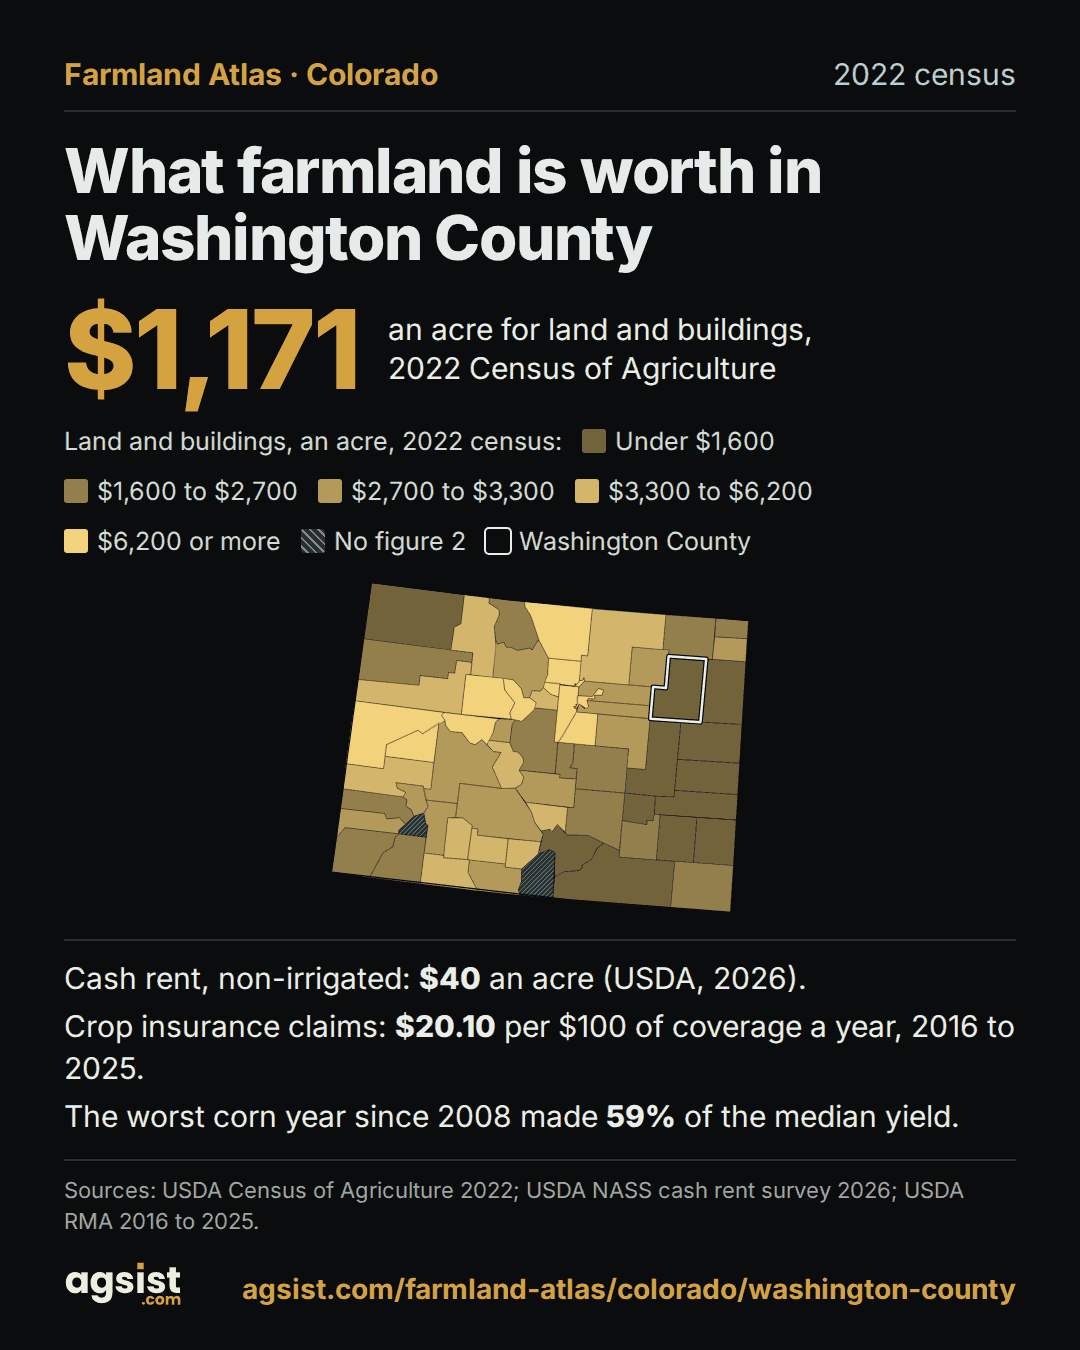 Farmland Atlas · Colorado
2022 census
What farmland is worth in
Washington County
$1,171
an acre for land and buildings,
2022 Census of Agriculture
Land and buildings, an acre, 2022 census: Under $1,600
$1,600 to $2,700 $2,700 to $3,300 $3,300 to $6,200
$6,200 or more No figure 2 Washington County
Cash rent, non-irrigated: $40 an acre (USDA, 2026).
Crop insurance claims: $20.10 per $100 of coverage a year, 2016 to
2025.
The worst corn year since 2008 made 59% of the median yield.
Sources: USDA Census of Agriculture 2022; USDA NASS cash rent survey 2026; USDA
RMA 2016 to 2025.
agsist
.com
agsist.com/farmland-atlas/colorado/washington-county